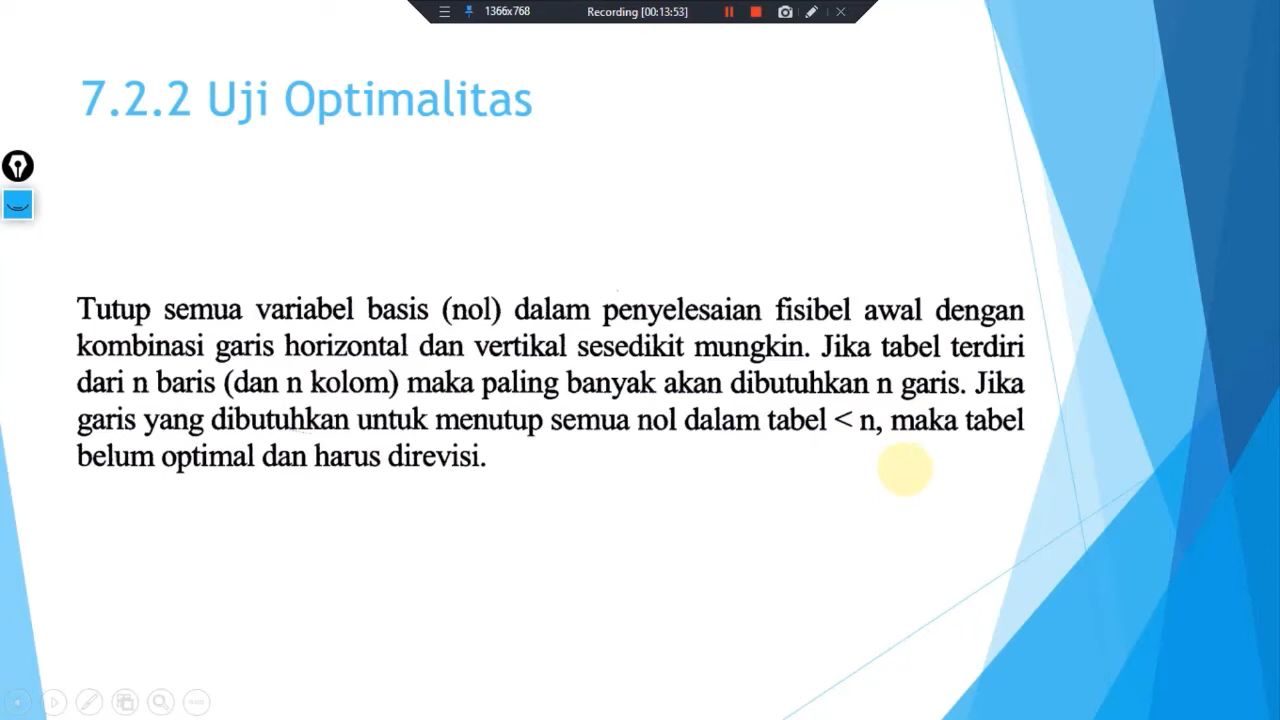 1366x768 Recording [00:13:53]
7.2.2 Uji Optimalitas
Tutup semua variabel basis (nol) dalam penyelesaian fisibel awal dengan
kombinasi garis horizontal dan vertikal sesedikit mungkin. Jika tabel terdiri
dari n baris (dan n kolom) maka paling banyak akan dibutuhkan n garis. Jika
garis yang dibutuhkan untuk menutup semua nol dalam tabel < n, maka tabel
belum optimal dan harus direvisi.